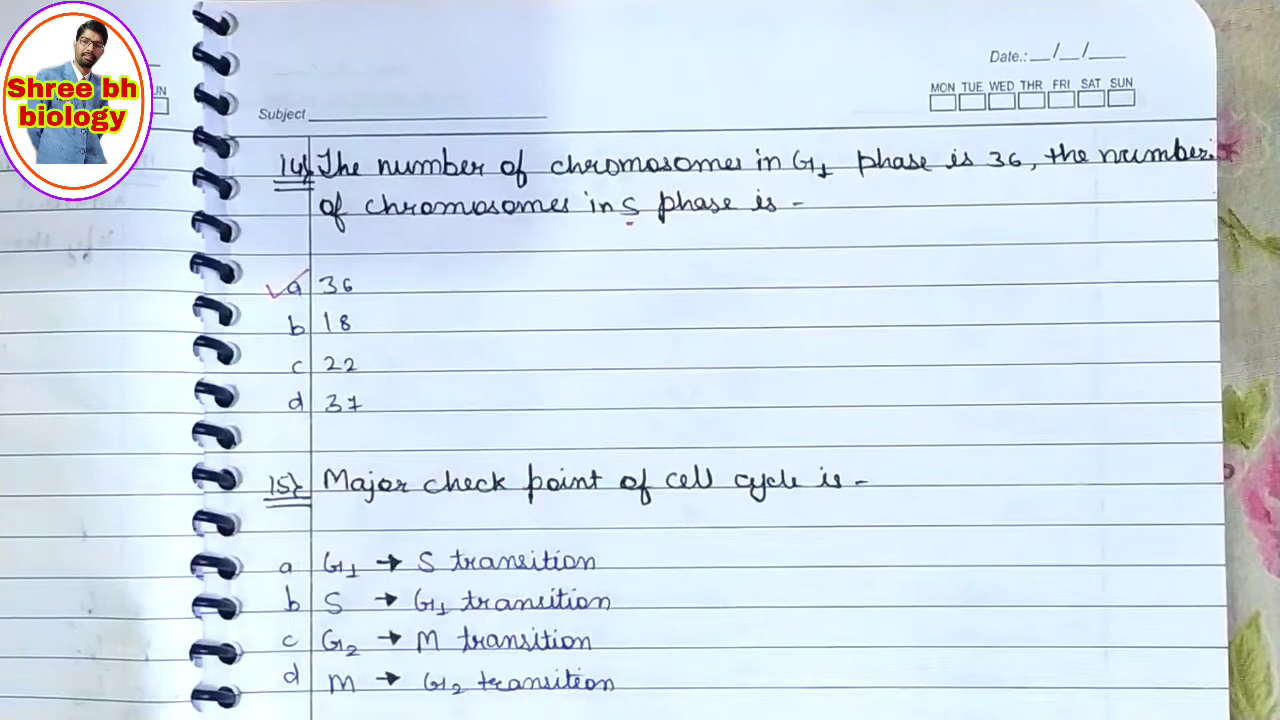 Shree bh
biology
UN
Date.: __/__/____
MON TUE WED THR FRI SAT SUN
Subject
14) The number of chromosomes in G1 phase is 36, the number
of chromosomes in S phase is -
a 36
b 18
c 22
d 37
15) Major check point of cell cycle is -
a G1 → S transition
b S → G1 transition
c G2 → M transition
d M → G2 transition